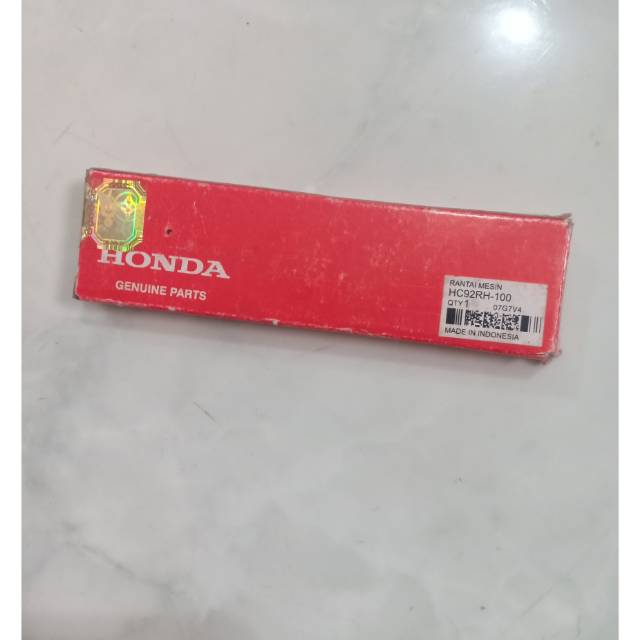 HONDA
GENUINE PARTS
RANTAI MESIN
HC92RH-100
QTY 1 07G7V4
MADE IN INDONESIA